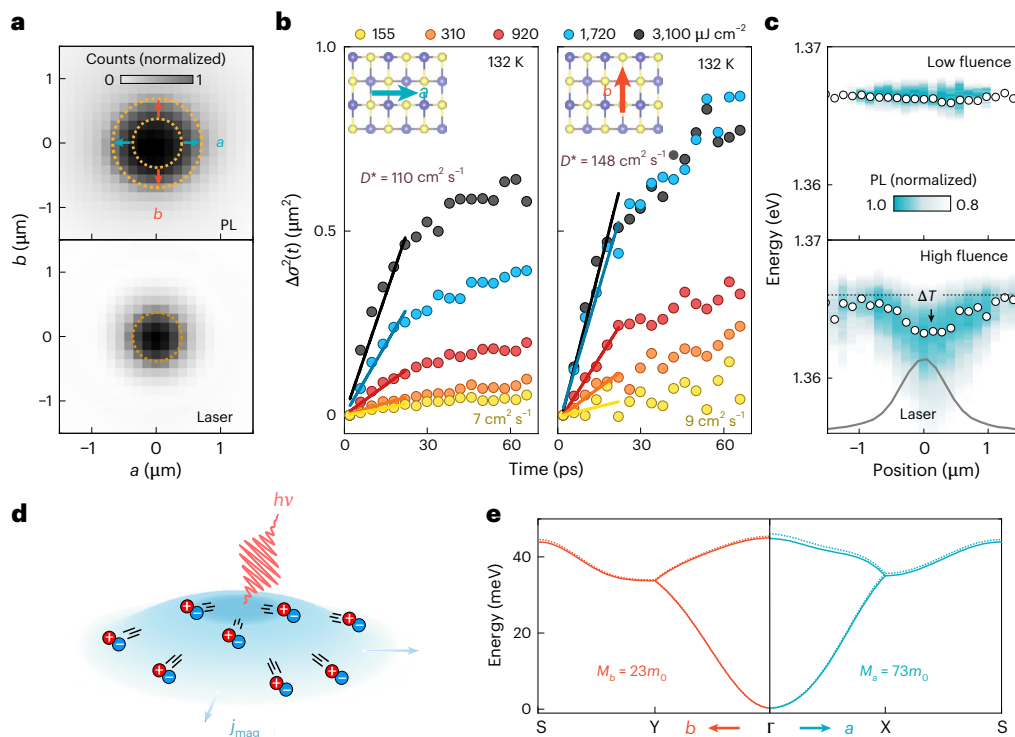 a
Counts (normalized)
0 1
1
0
−1
a
b
PL
b (μm)
1
0
−1
Laser
−1 0 1
a (μm)
b
155 310 920 1,720 3,100 μJ cm⁻²
1.0
0.5
0
Δσ²(t) (μm²)
132 K
a
D* = 110 cm² s⁻¹
7 cm² s⁻¹
0 30 60
132 K
b
D* = 148 cm² s⁻¹
9 cm² s⁻¹
0 30 60
Time (ps)
c
1.37
Low fluence
1.36
PL (normalized)
1.0 0.8
Energy (eV)
1.37
High fluence
ΔT
1.36
Laser
−1 0 1
Position (μm)
d
hν
+ −
+ −
+ −
+ −
+ −
+ −
+ −
+ −
j_mag
e
Energy (meV)
40
20
0
M_b = 23m₀
M_a = 73m₀
S Y Γ X S
b a